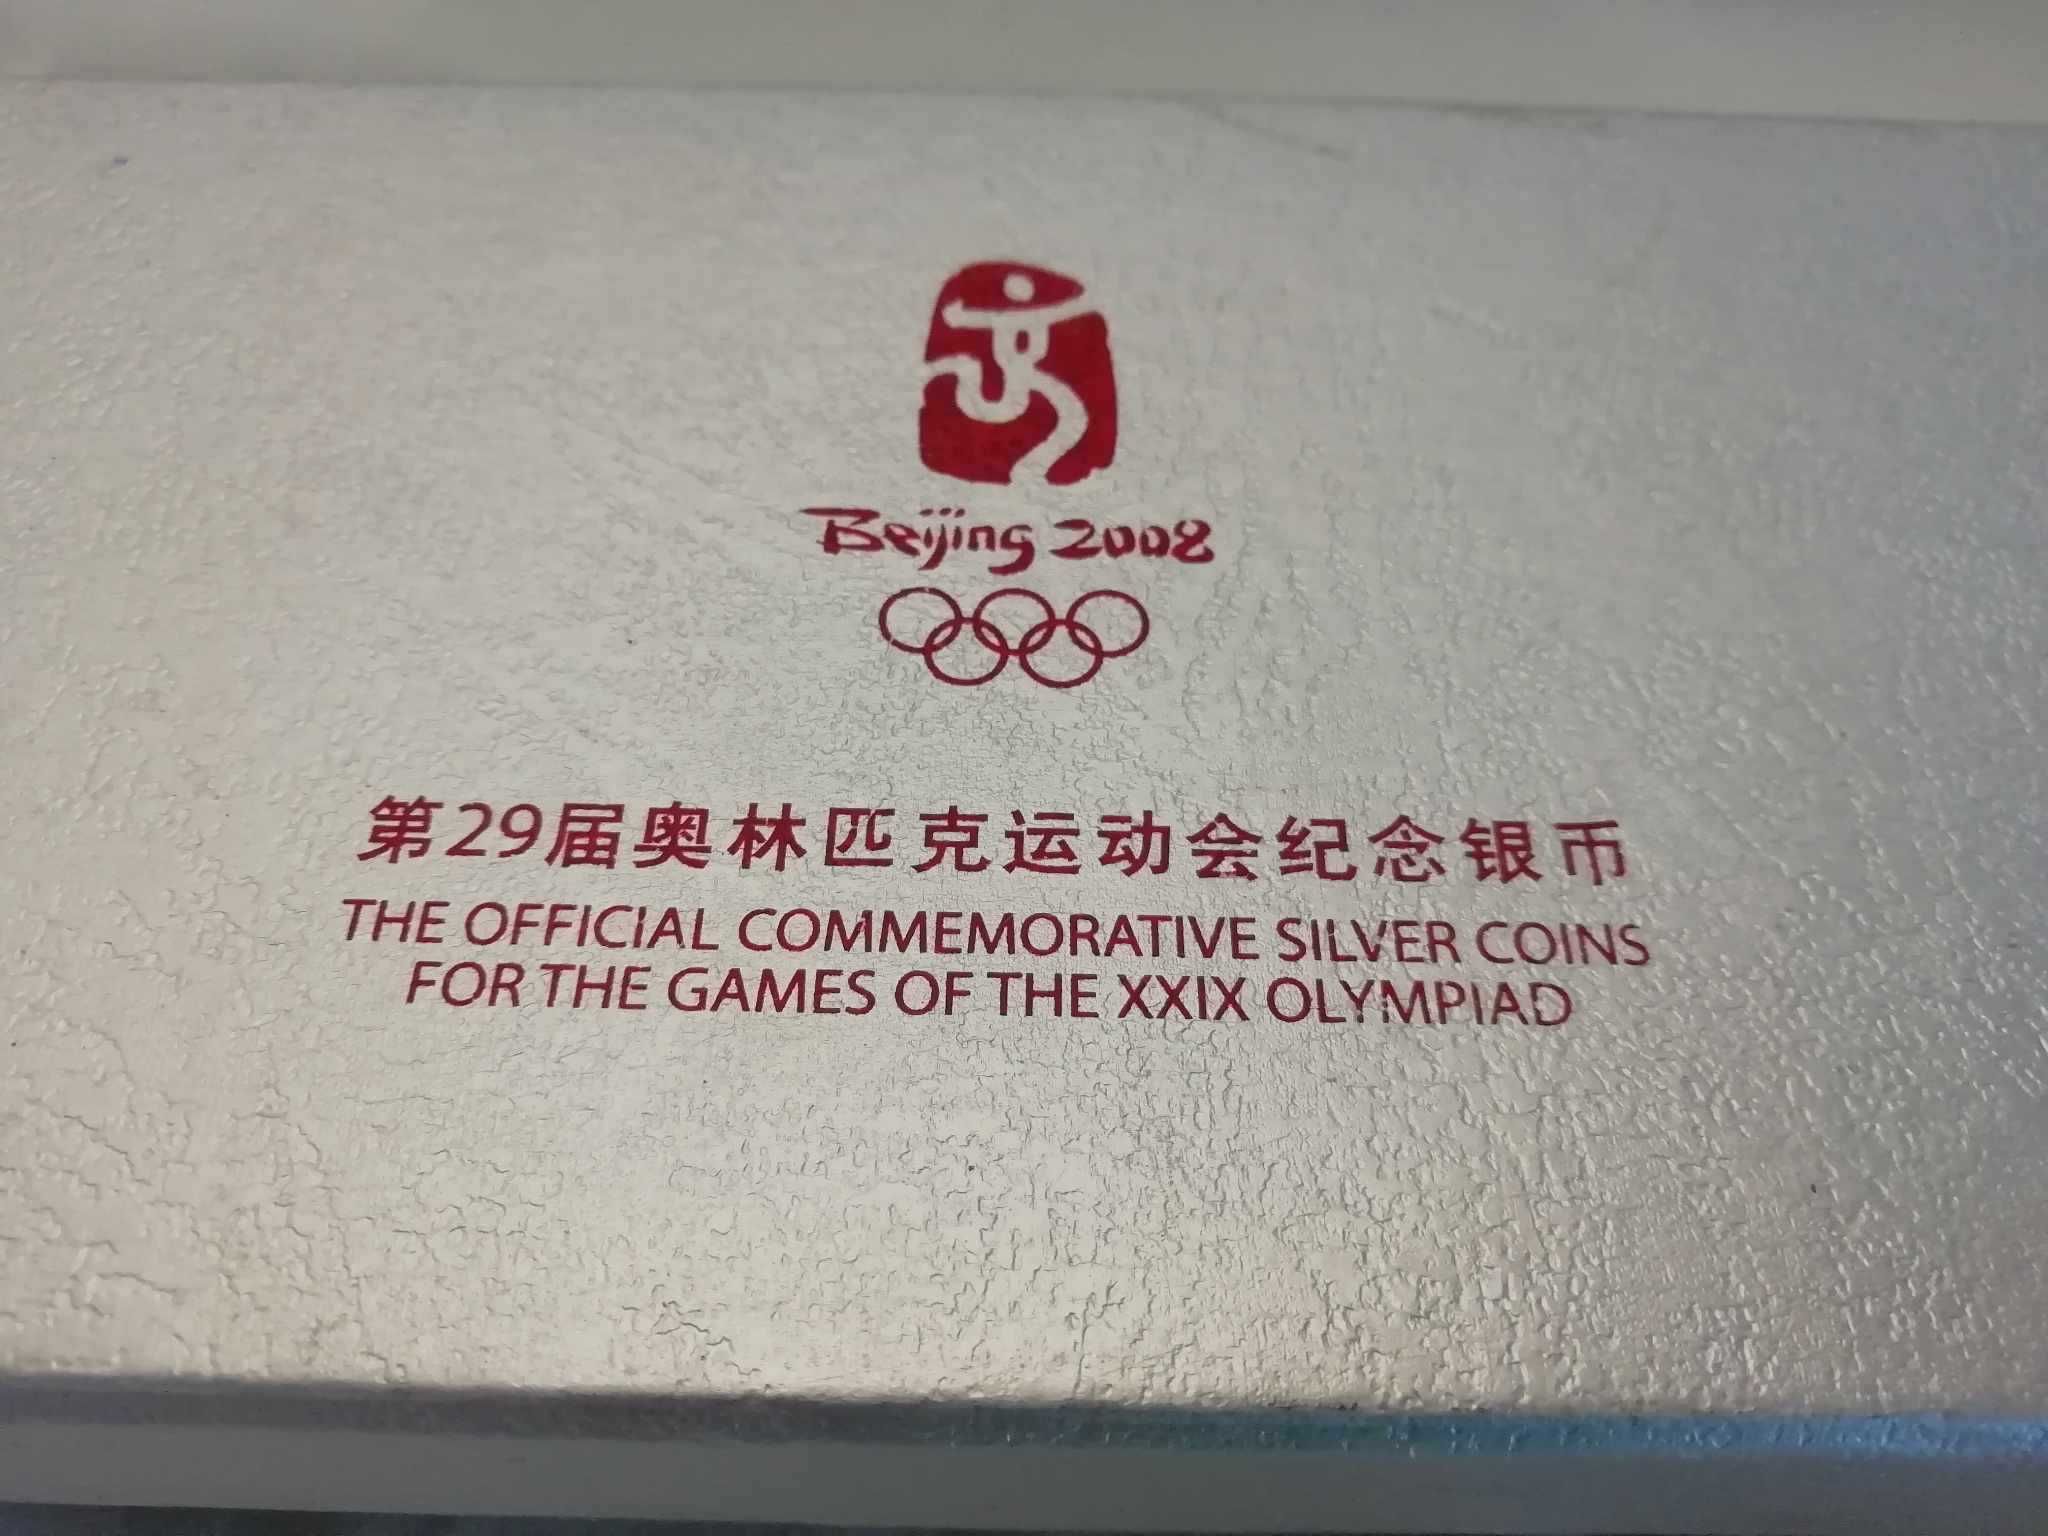 Beijing 2008
第29届奥林匹克运动会纪念银币
THE OFFICIAL COMMEMORATIVE SILVER COINS
FOR THE GAMES OF THE XXIX OLYMPIAD